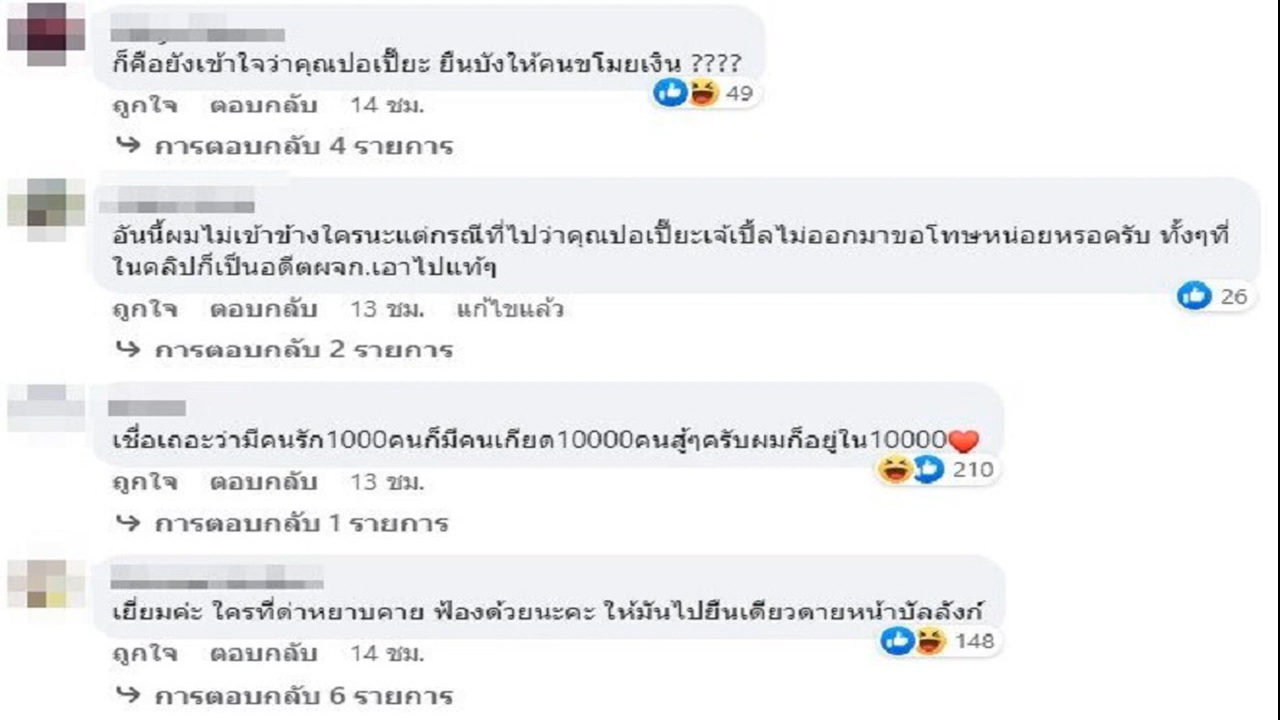 ก็คือยังเข้าใจว่าคุณปอเปี๊ยะ ยืนบังให้คนขโมยเงิน ????
49
ถูกใจ ตอบกลับ 14 ชม.
การตอบกลับ 4 รายการ
อันนี้ผมไม่เข้าข้างใครนะแต่กรณีที่ไปว่าคุณปอเปี๊ยะเจ้เปิ้ลไม่ออกมาขอโทษหน่อยหรอครับ ทั้งๆที่
ในคลิปก็เป็นอดีตผจก.เอาไปแท้ๆ
26
ถูกใจ ตอบกลับ 13 ชม. แก้ไขแล้ว
การตอบกลับ 2 รายการ
เชื่อเถอะว่ามีคนรัก1000คนก็มีคนเกียด10000คนสู้ๆครับผมก็อยู่ใน10000❤️
210
ถูกใจ ตอบกลับ 13 ชม.
การตอบกลับ 1 รายการ
เยี่ยมค่ะ ใครที่ด่าหยาบคาย ฟ้องด้วยนะคะ ให้มันไปยืนเดียวดายหน้าบัลลังก์
148
ถูกใจ ตอบกลับ 14 ชม.
การตอบกลับ 6 รายการ